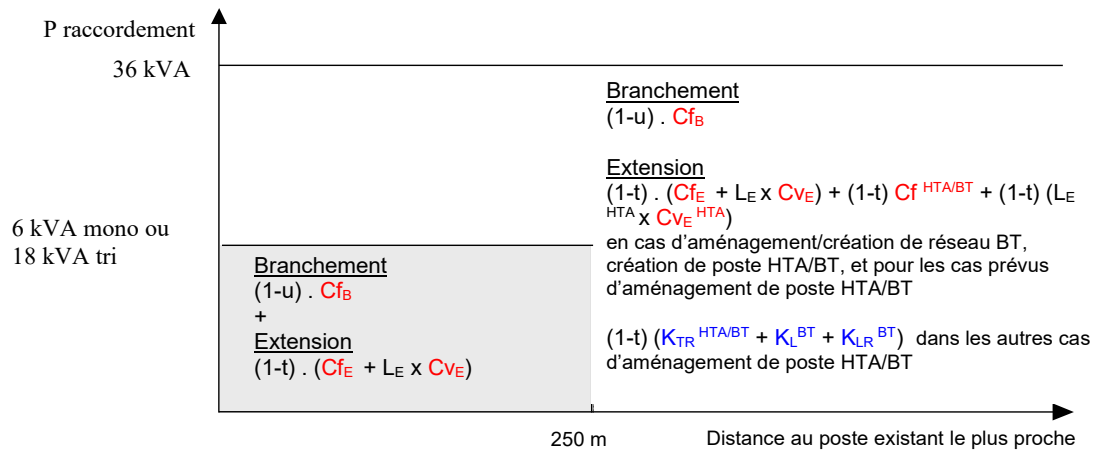 P raccordement
36 kVA
Branchement
(1-u) . CfB
Extension
(1-t) . (CfE + LE x CvE) + (1-t) Cf HTA/BT + (1-t) (LE
HTA x CvE HTA)
en cas d'aménagement/création de réseau BT,
création de poste HTA/BT, et pour les cas prévus
d'aménagement de poste HTA/BT
(1-t) (KTR HTA/BT + KL BT + KLR BT) dans les autres cas
d'aménagement de poste HTA/BT
6 kVA mono ou
18 kVA tri
Branchement
(1-u) . CfB
+
Extension
(1-t) . (CfE + LE x CvE)
250 m
Distance au poste existant le plus proche